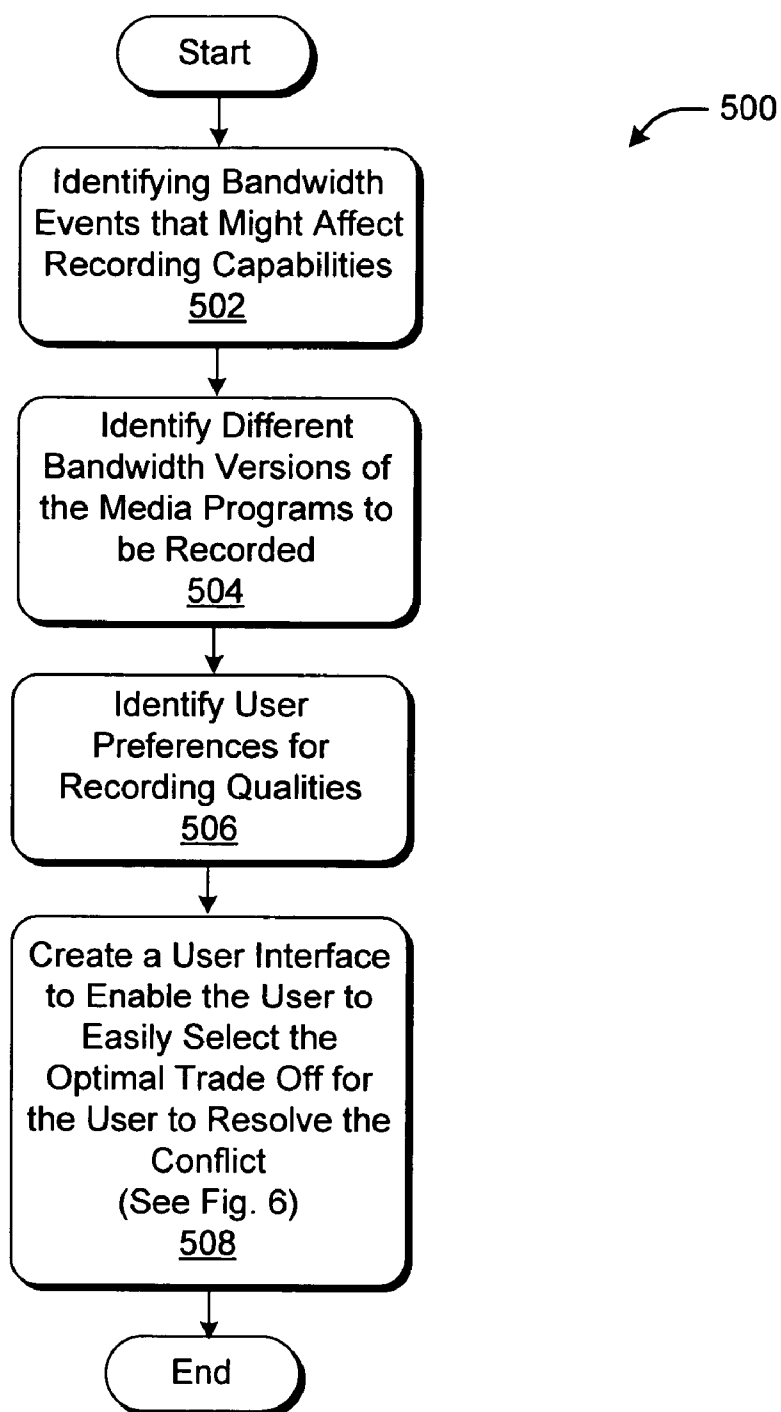 Start
500
Identifying Bandwidth
Events that Might Affect
Recording Capabilities
502
Identify Different
Bandwidth Versions of
the Media Programs to
be Recorded
504
Identify User
Preferences for
Recording Qualities
506
Create a User Interface
to Enable the User to
Easily Select the
Optimal Trade Off for
the User to Resolve the
Conflict
(See Fig. 6)
508
End